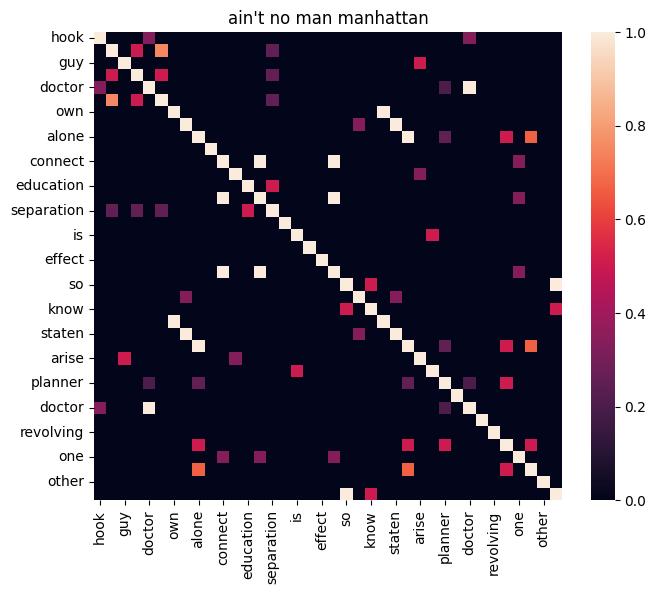 ain't no man manhattan
hook
guy
doctor
own
alone
connect
education
separation
is
effect
so
know
staten
arise
planner
doctor
revolving
one
other
hook
guy
doctor
own
alone
connect
education
separation
is
effect
so
know
staten
arise
planner
doctor
revolving
one
other
1.0
0.8
0.6
0.4
0.2
0.0